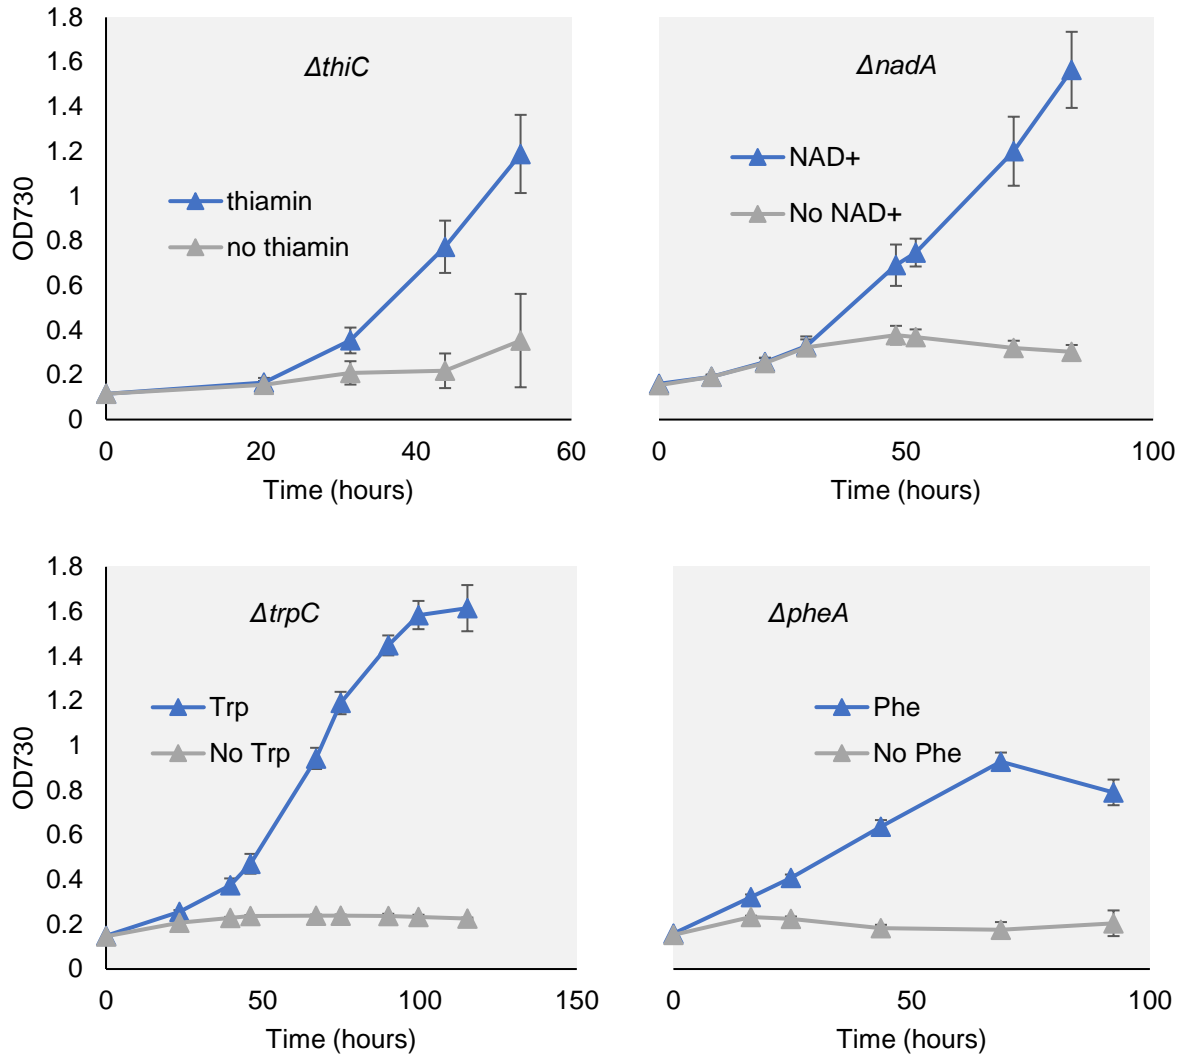 ΔthiC
OD730
1.8
1.6
1.4
1.2
1
0.8
0.6
0.4
0.2
0
thiamin
no thiamin
0 20 40 60
Time (hours)
ΔnadA
NAD+
No NAD+
0 50 100
Time (hours)
ΔtrpC
OD730
1.8
1.6
1.4
1.2
1
0.8
0.6
0.4
0.2
0
Trp
No Trp
0 50 100 150
Time (hours)
ΔpheA
Phe
No Phe
0 50 100
Time (hours)